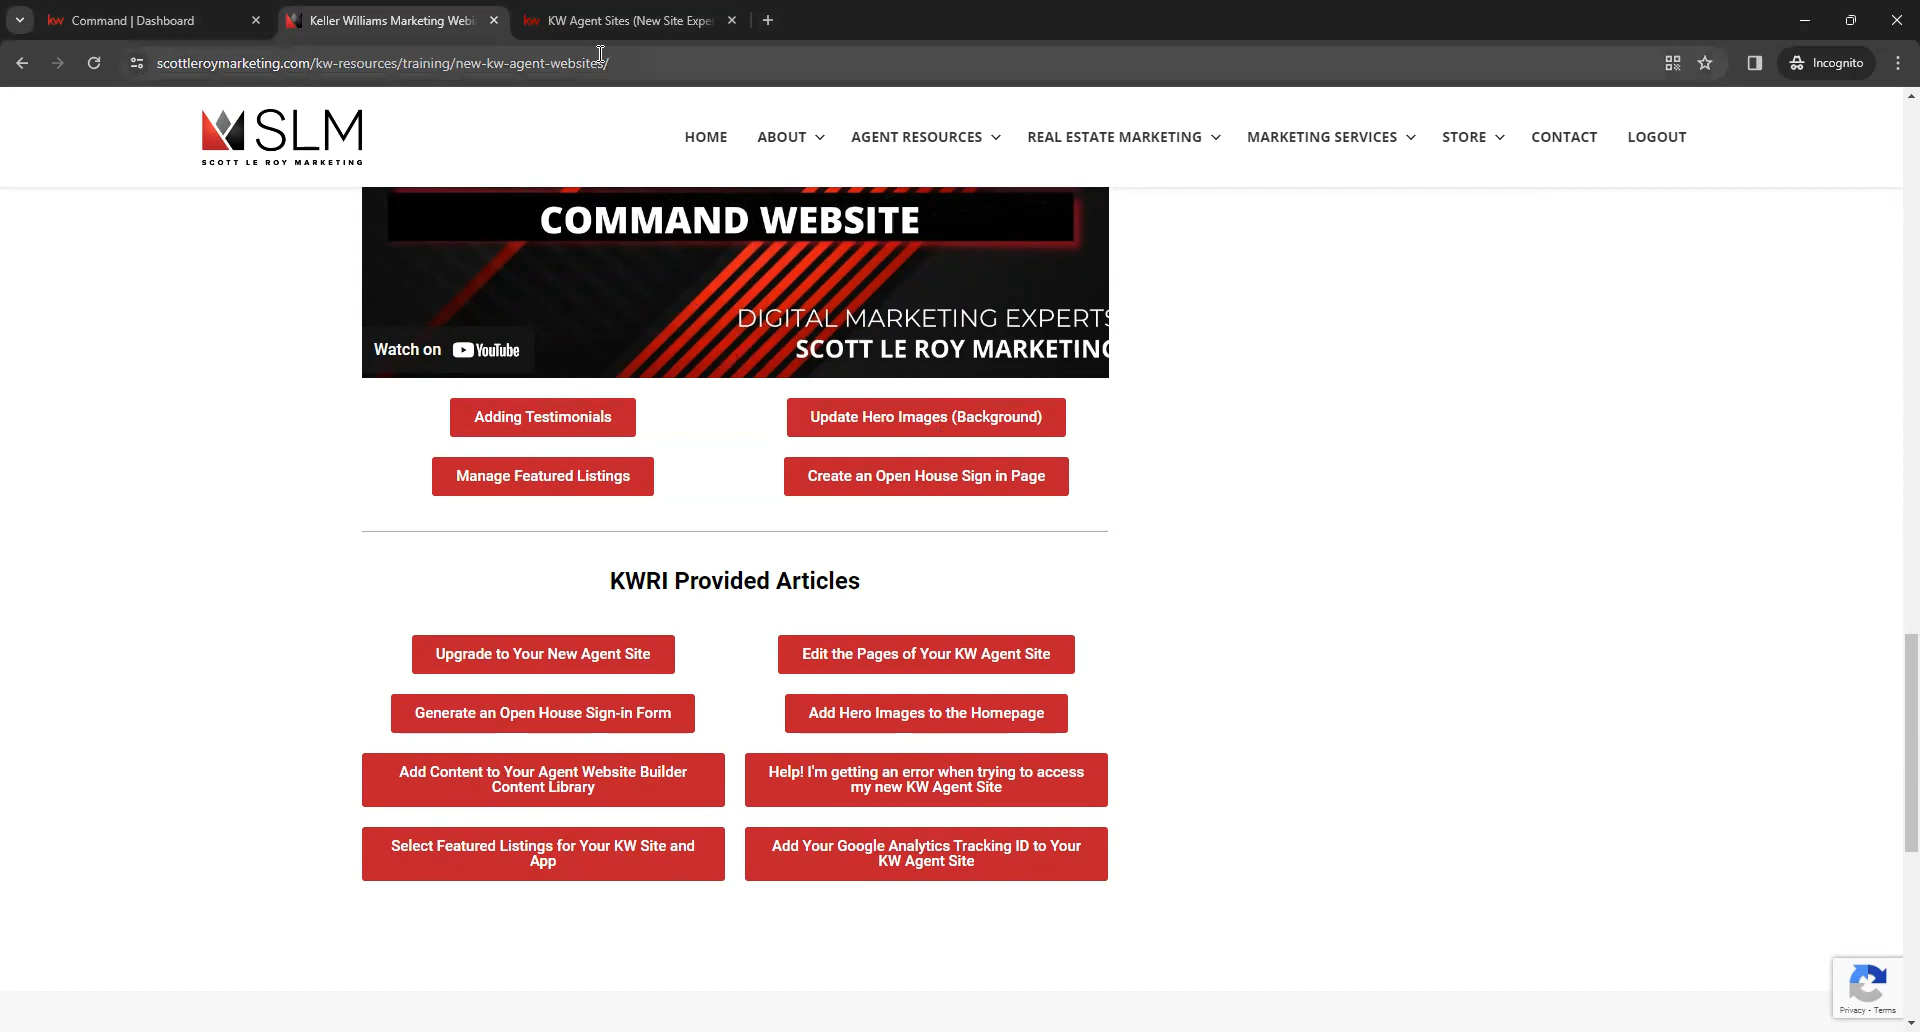 kw Command | Dashboard
Keller Williams Marketing Webi
kw KW Agent Sites (New Site Expe
scottleroymarketing.com/kw-resources/training/new-kw-agent-websites/
Incognito
SLM
SCOTT LE ROY MARKETING
HOME
ABOUT
AGENT RESOURCES
REAL ESTATE MARKETING
MARKETING SERVICES
STORE
CONTACT
LOGOUT
COMMAND WEBSITE
DIGITAL MARKETING EXPERTS
SCOTT LE ROY MARKETING
Watch on YouTube
Adding Testimonials
Update Hero Images (Background)
Manage Featured Listings
Create an Open House Sign in Page
KWRI Provided Articles
Upgrade to Your New Agent Site
Edit the Pages of Your KW Agent Site
Generate an Open House Sign-in Form
Add Hero Images to the Homepage
Add Content to Your Agent Website Builder
Content Library
Help! I'm getting an error when trying to access
my new KW Agent Site
Select Featured Listings for Your KW Site and
App
Add Your Google Analytics Tracking ID to Your
KW Agent Site
Privacy - Terms